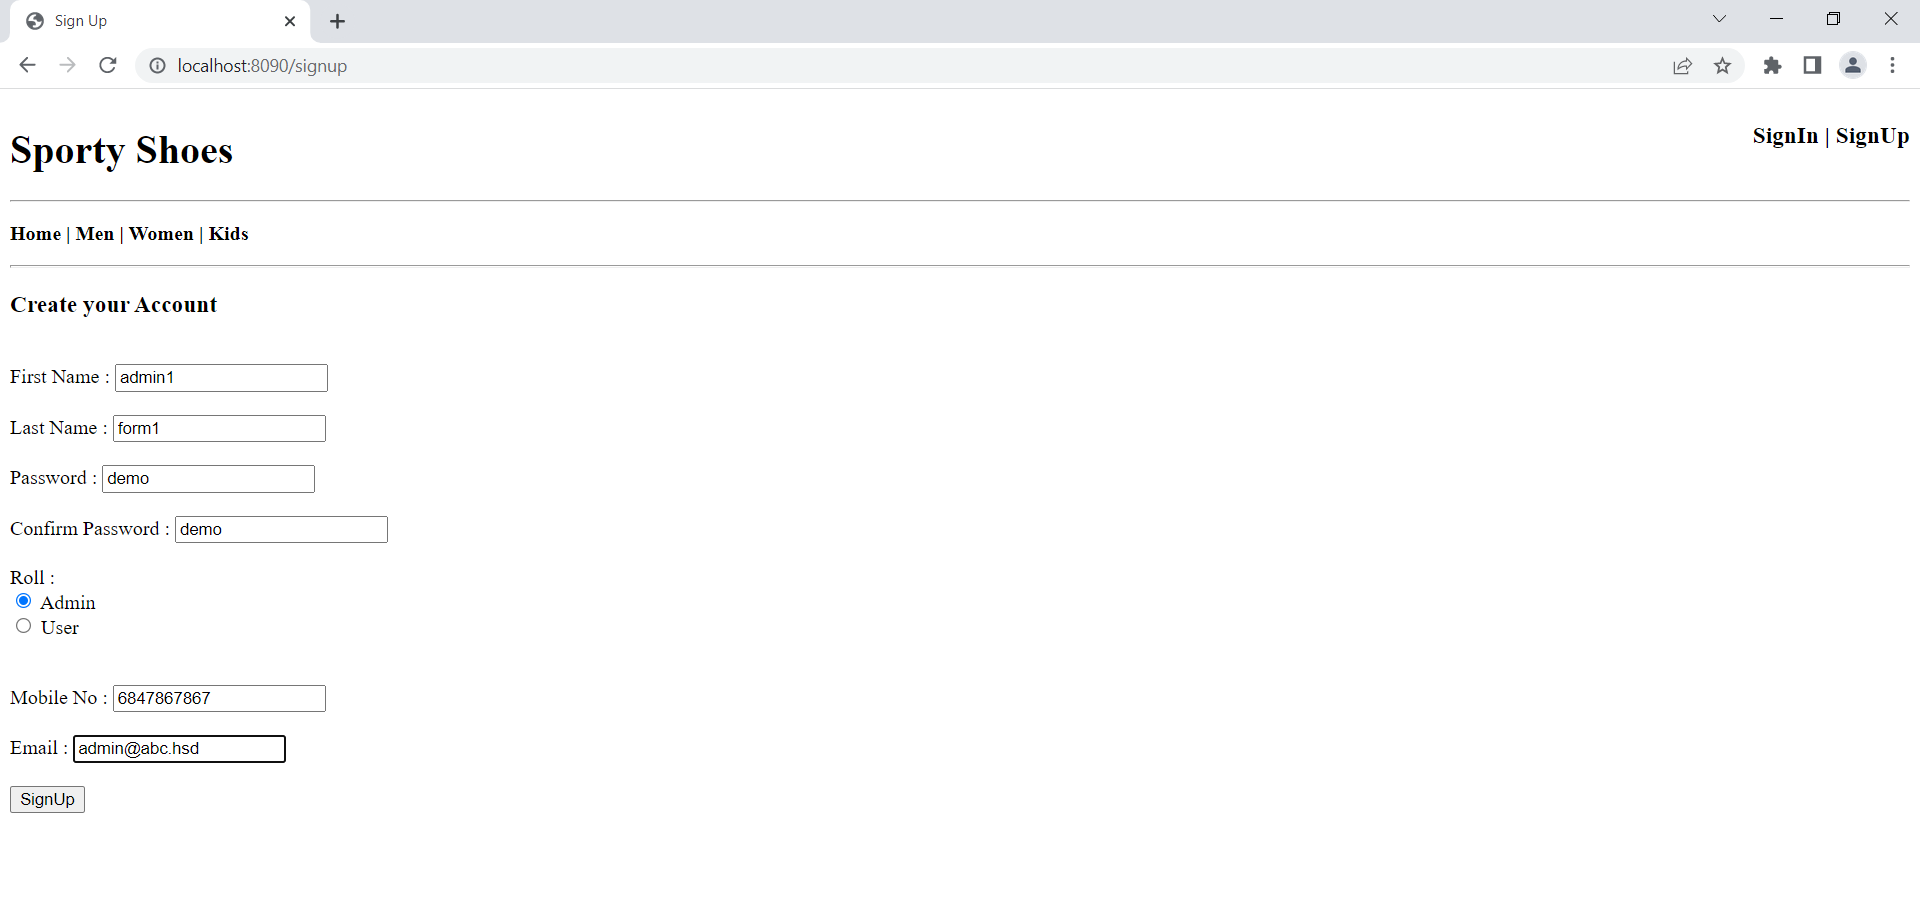 Sign Up
localhost:8090/signup
Sporty Shoes
SignIn | SignUp
Home | Men | Women | Kids
Create your Account
First Name : admin1
Last Name : form1
Password : demo
Confirm Password : demo
Roll :
Admin
User
Mobile No : 6847867867
Email : admin@abc.hsd
SignUp